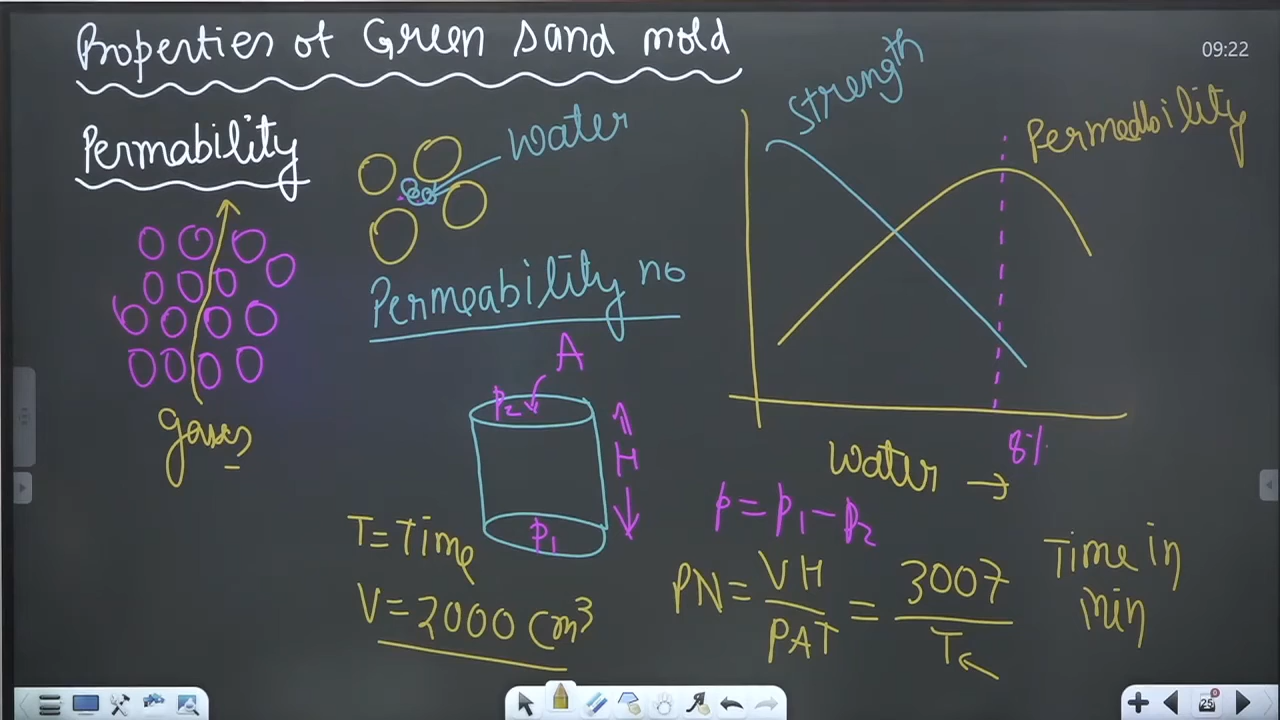 Properties of Green sand mold
09:22
Permability
water
strength
Permeability
gases
Permeability no
A
p2
H
p1
8%
water →
T = Time
V = 2000 cm³
p = p1 - p2
PN = VH / PAT = 3007 / T
Time in
min
25